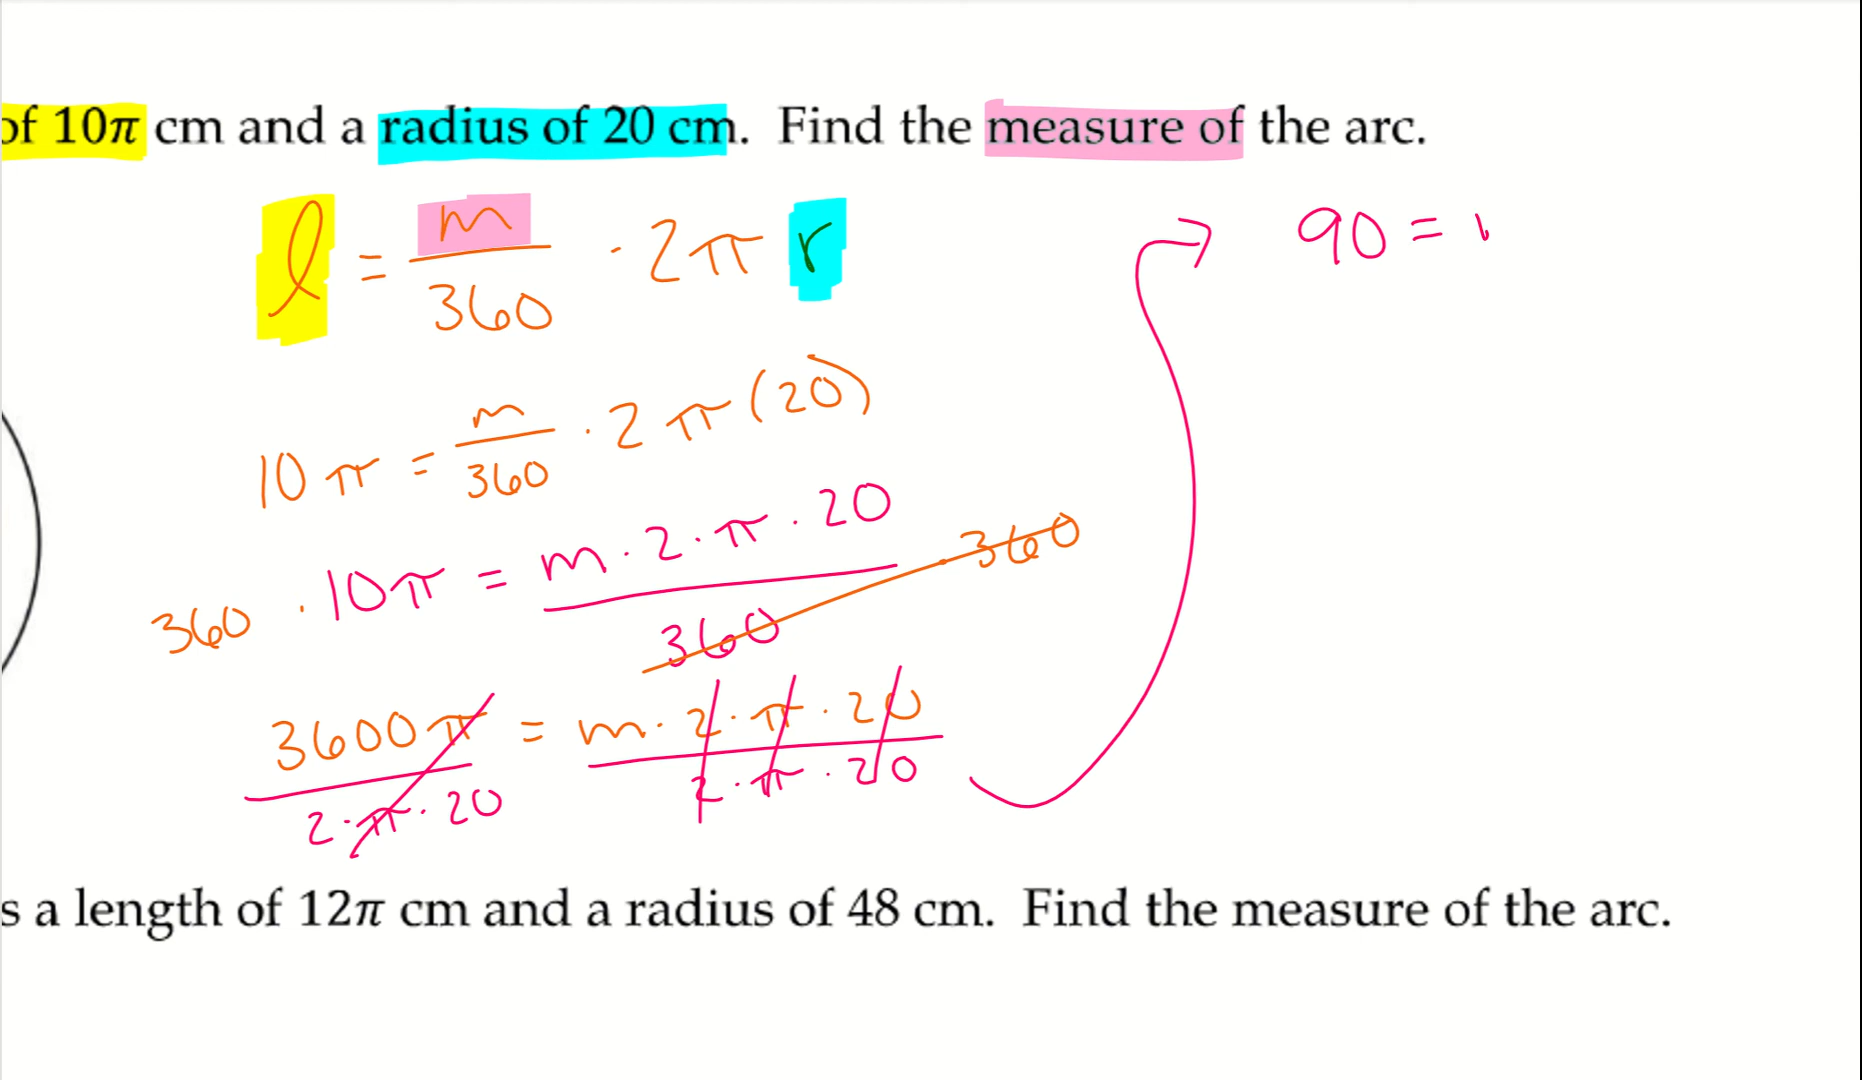 of 10π cm and a radius of 20 cm. Find the measure of the arc.
l = m/360 · 2π r
90 =
10π = m/360 · 2π(20)
360 · 10π = m · 2 · π · 20 / 360 · 360
3600π / 2 · π · 20 = m · 2 · π · 20 / 2 · π · 20
s a length of 12π cm and a radius of 48 cm. Find the measure of the arc.